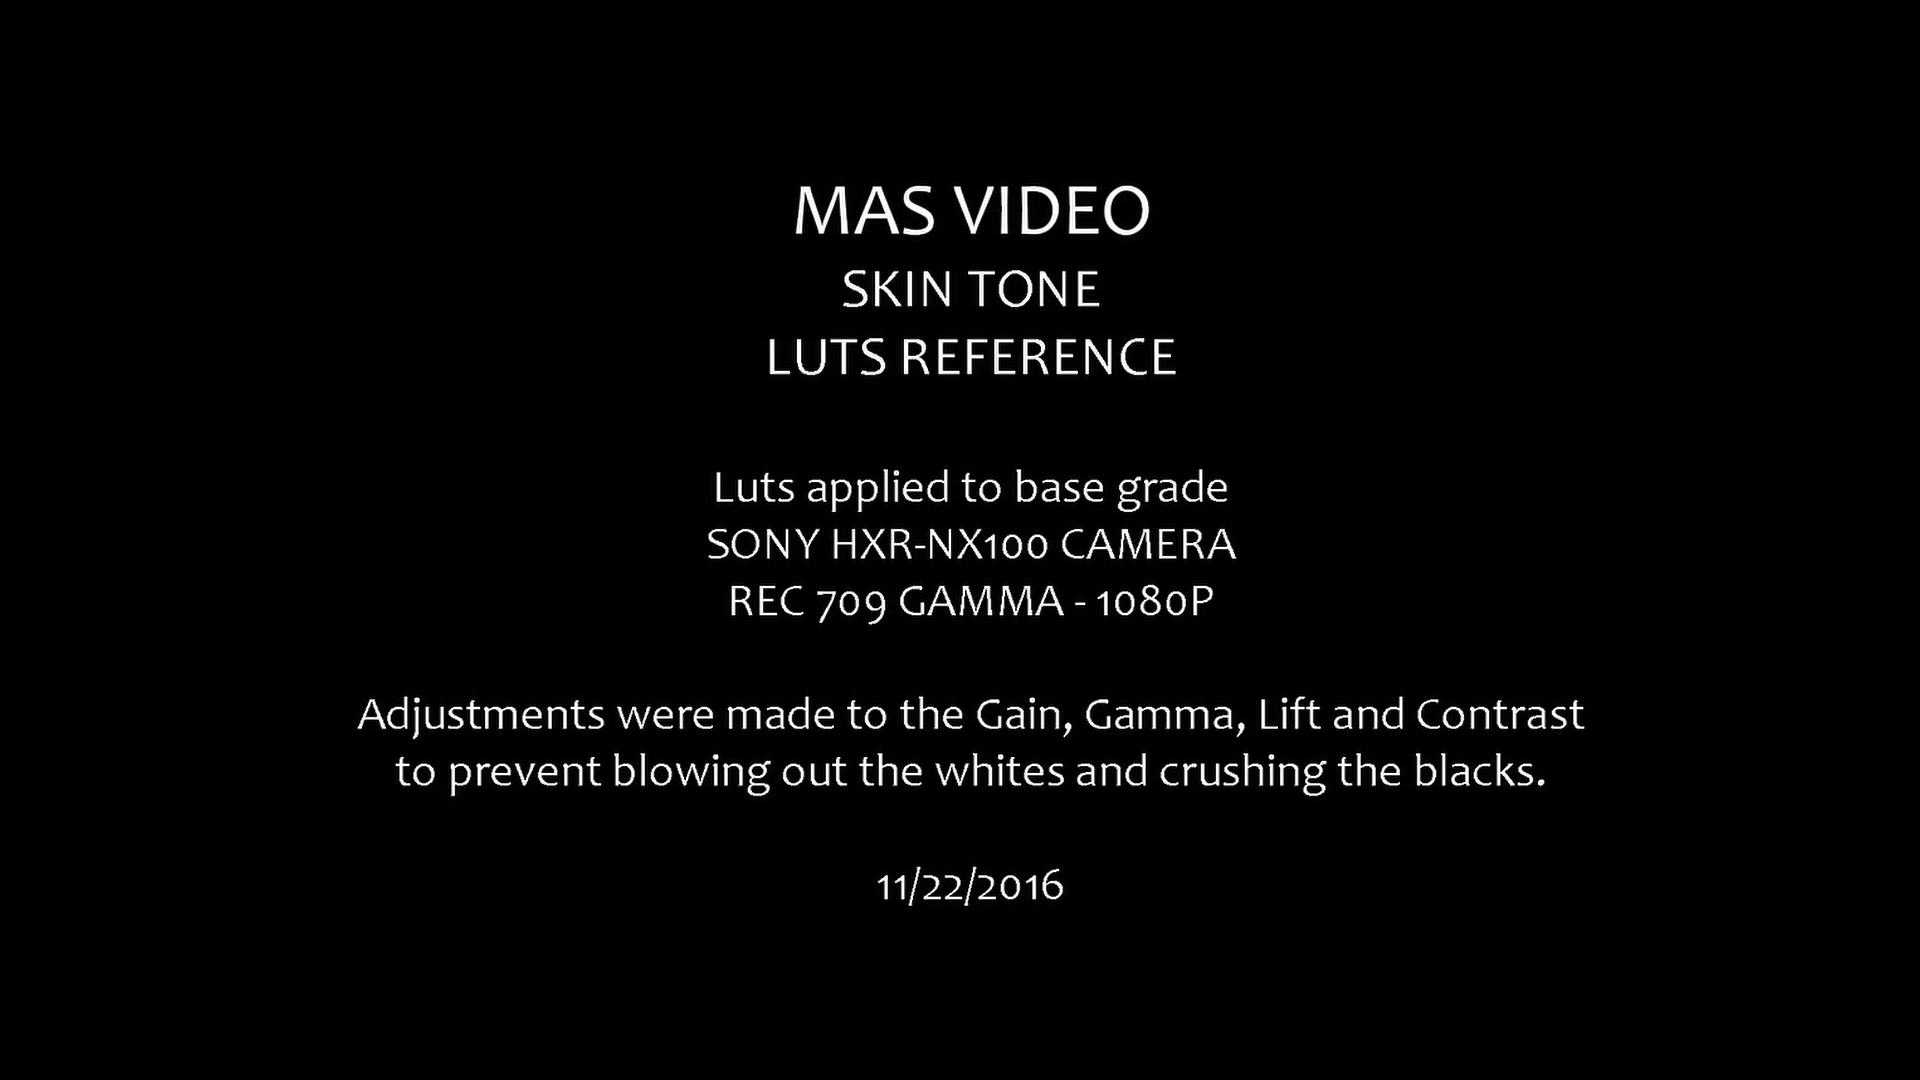 MAS VIDEO
SKIN TONE
LUTS REFERENCE
Luts applied to base grade
SONY HXR-NX100 CAMERA
REC 709 GAMMA - 1080P
Adjustments were made to the Gain, Gamma, Lift and Contrast
to prevent blowing out the whites and crushing the blacks.
11/22/2016